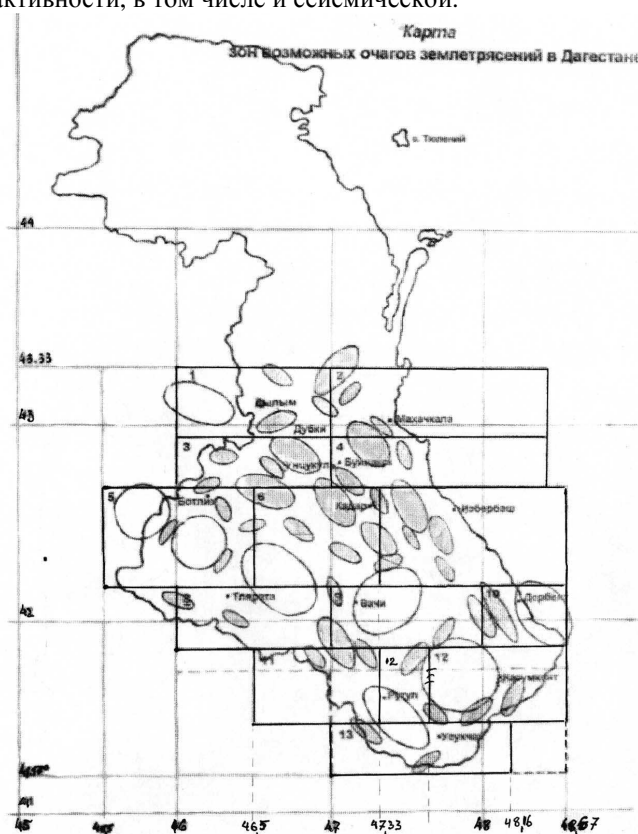 активности, в том числе и сейсмической.
Карта
зон возможных очагов землетрясений в Дагестане
о. Тюлений
44
43.33
1
2
43
Дылым
Дубки
Махачкала
3
4
Унцукуль
Буйнакск
5
Ботлих
6
Кадар
Избербаш
42
Тлярата
Вачи
10
Дербент
11
12
12
Касумкент
Рутул
13
Усухчай
41
45
46
46,5
47
47,33
48
48,16
48,67